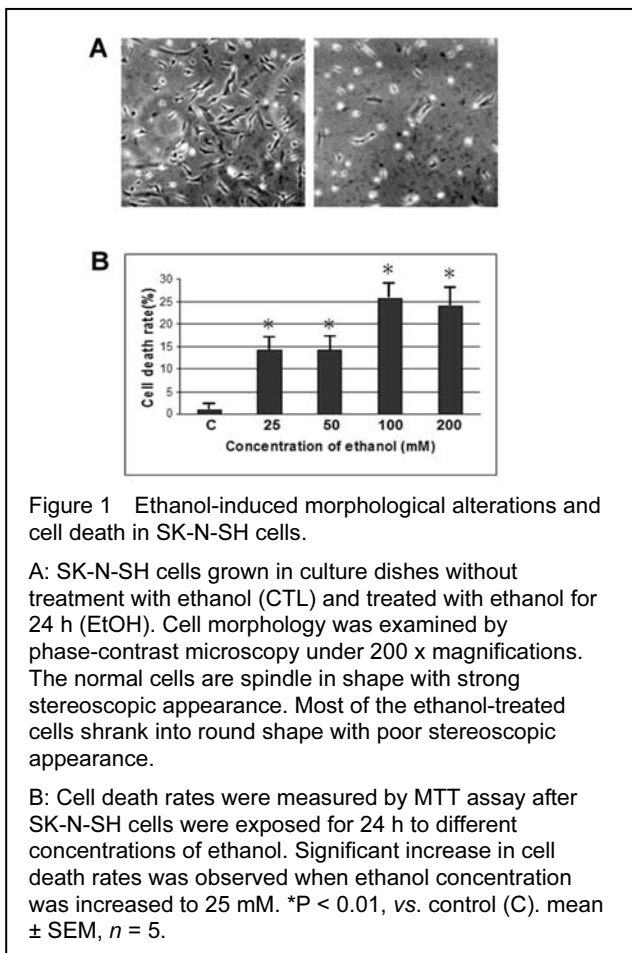 A
B
30
25
20
15
10
5
0
Cell death rate(%)
* * * *
C 25 50 100 200
Concentration of ethanol (mM)
Figure 1 Ethanol-induced morphological alterations and
cell death in SK-N-SH cells.
A: SK-N-SH cells grown in culture dishes without
treatment with ethanol (CTL) and treated with ethanol for
24 h (EtOH). Cell morphology was examined by
phase-contrast microscopy under 200 x magnifications.
The normal cells are spindle in shape with strong
stereoscopic appearance. Most of the ethanol-treated
cells shrank into round shape with poor stereoscopic
appearance.
B: Cell death rates were measured by MTT assay after
SK-N-SH cells were exposed for 24 h to different
concentrations of ethanol. Significant increase in cell
death rates was observed when ethanol concentration
was increased to 25 mM. *P < 0.01, vs. control (C). mean
± SEM, n = 5.